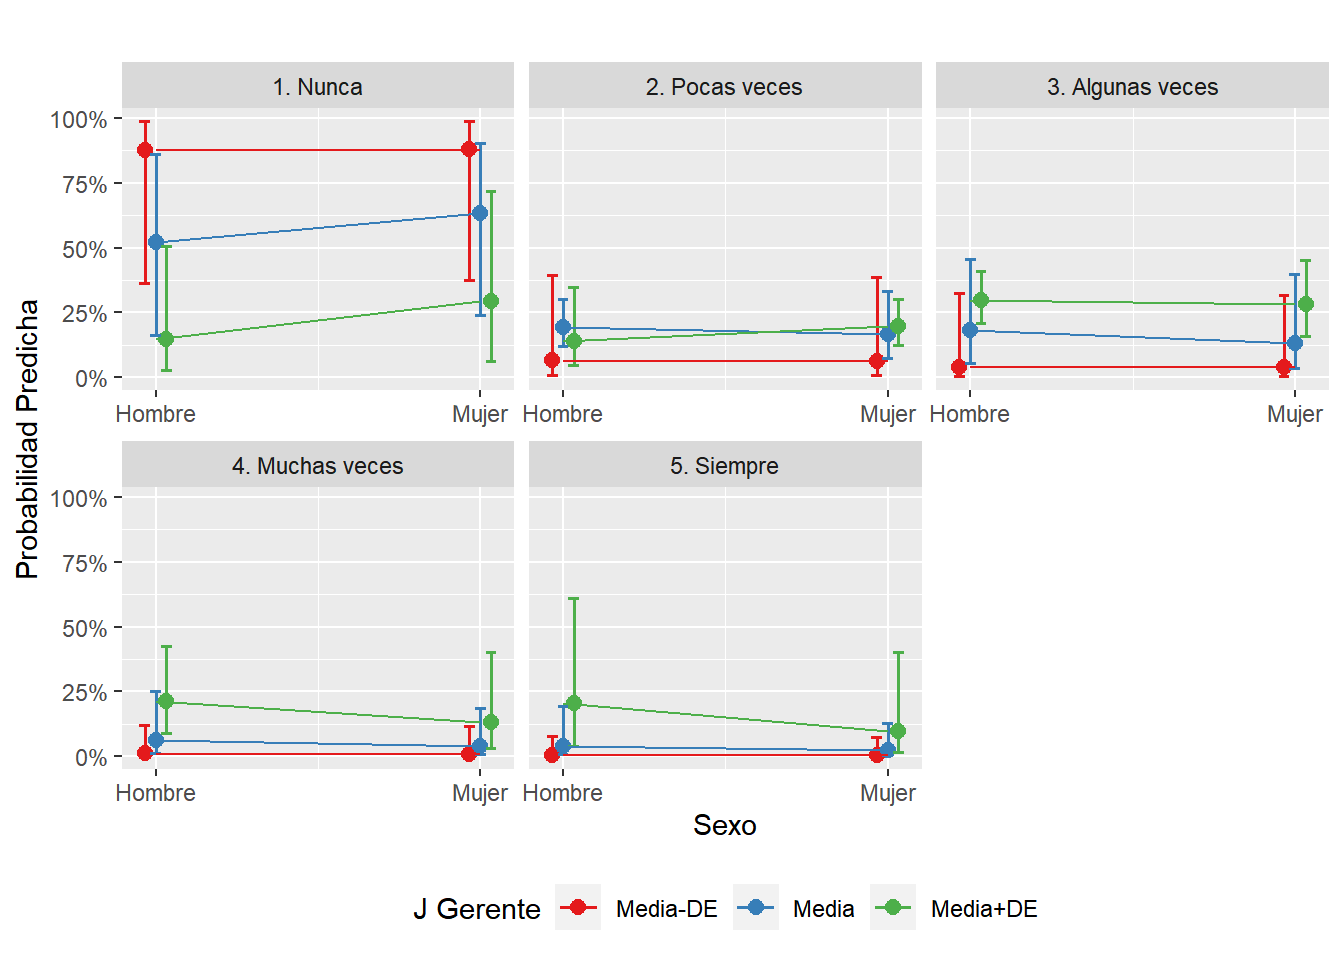 1. Nunca
2. Pocas veces
3. Algunas veces
100%
75%
50%
25%
0%
Hombre
Mujer
Hombre
Mujer
Hombre
Mujer
Probabilidad Predicha
4. Muchas veces
5. Siempre
100%
75%
50%
25%
0%
Hombre
Mujer
Hombre
Mujer
Sexo
J Gerente
Media-DE
Media
Media+DE